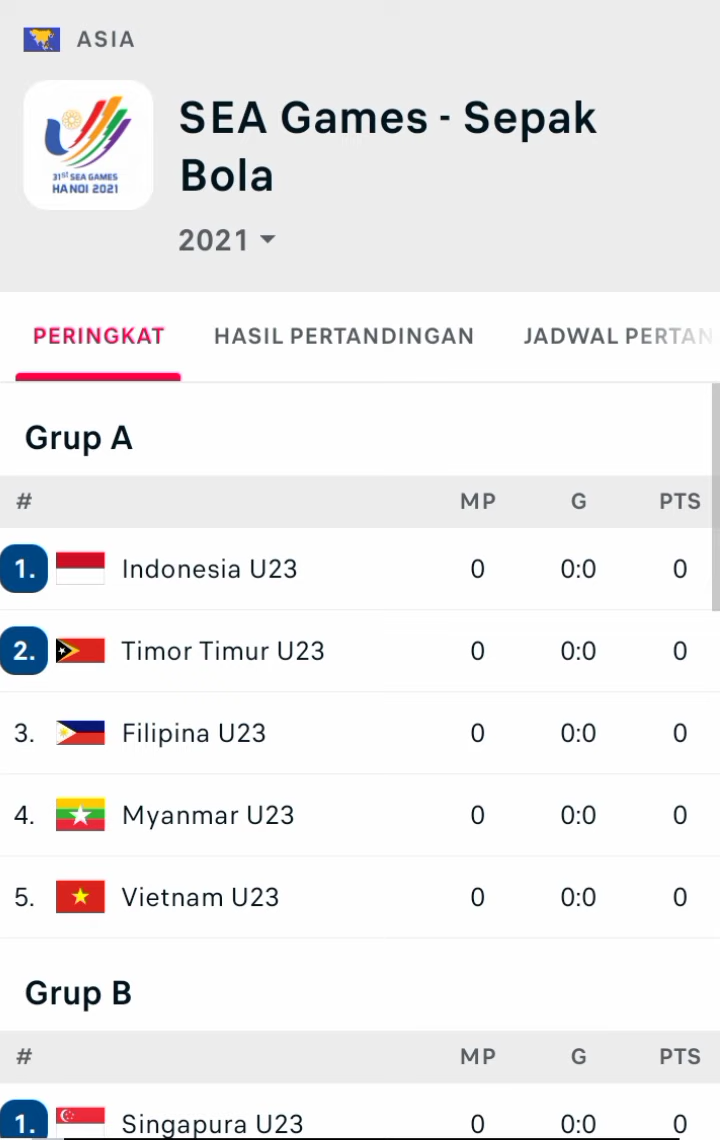 ASIA
SEA Games - Sepak
Bola
31st SEA GAMES
HA NOI 2021
2021
PERINGKAT HASIL PERTANDINGAN JADWAL PERTAN
Grup A
# MP G PTS
1. Indonesia U23 0 0:0 0
2. Timor Timur U23 0 0:0 0
3. Filipina U23 0 0:0 0
4. Myanmar U23 0 0:0 0
5. Vietnam U23 0 0:0 0
Grup B
# MP G PTS
1. Singapura U23 0 0:0 0